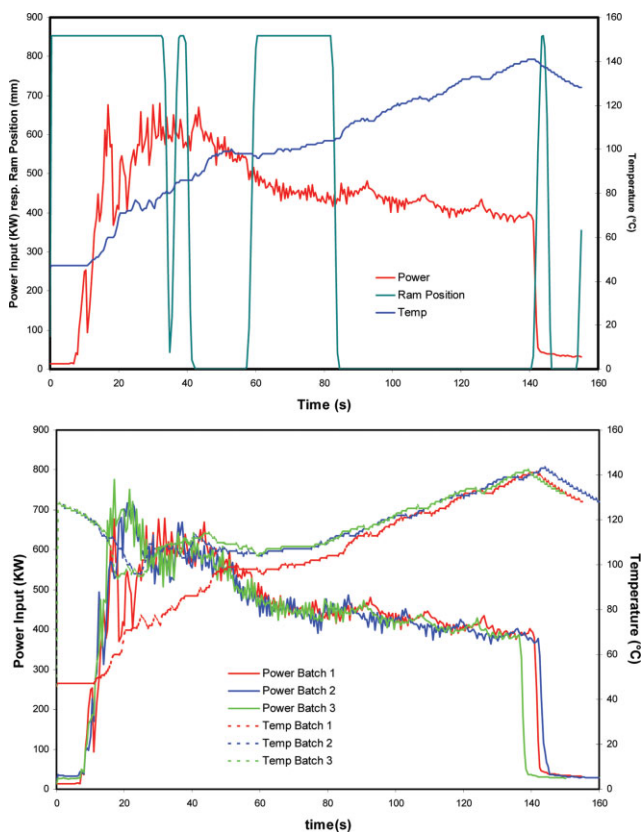 900
800
700
600
500
400
300
200
100
0
160
140
120
100
80
60
40
20
0
0 20 40 60 80 100 120 140 160
Power Input (KW) resp. Ram Position (mm)
Temperature (°C)
Power
Ram Position
Temp
Time (s)
900
800
700
600
500
400
300
200
100
0
160
140
120
100
80
60
40
20
0
0 20 40 60 80 100 120 140 160
Power Input (KW)
Temperature (°C)
Power Batch 1
Power Batch 2
Power Batch 3
Temp Batch 1
Temp Batch 2
Temp Batch 3
time(s)